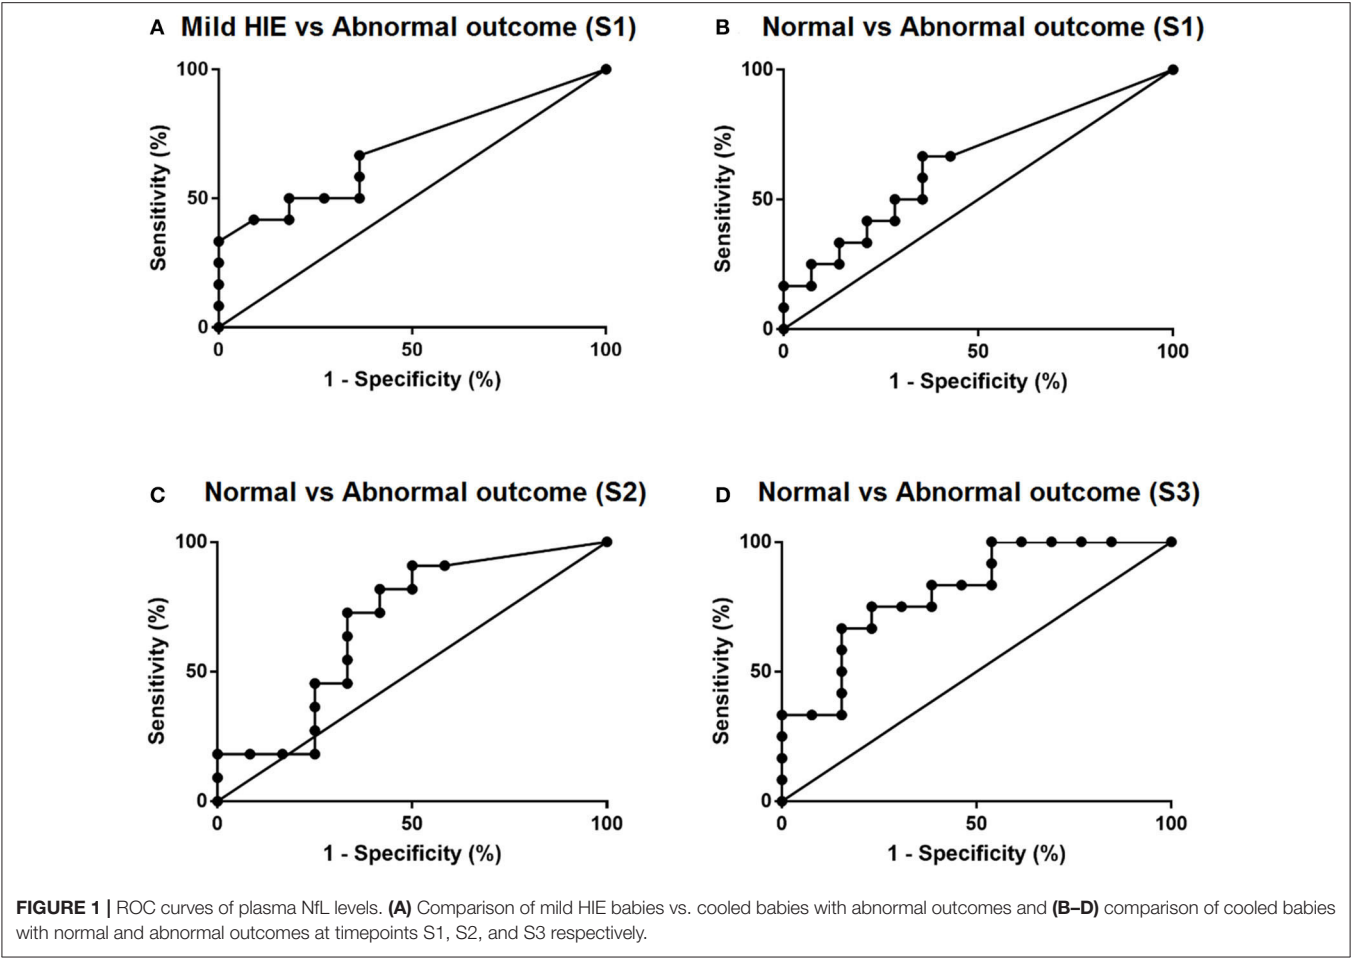 A Mild HIE vs Abnormal outcome (S1)
100
50
0
Sensitivity (%)
0 50 100
1 - Specificity (%)
B Normal vs Abnormal outcome (S1)
100
50
0
Sensitivity (%)
0 50 100
1 - Specificity (%)
C Normal vs Abnormal outcome (S2)
100
50
0
Sensitivity (%)
0 50 100
1 - Specificity (%)
D Normal vs Abnormal outcome (S3)
100
50
0
Sensitivity (%)
0 50 100
1 - Specificity (%)
FIGURE 1 | ROC curves of plasma NfL levels. (A) Comparison of mild HIE babies vs. cooled babies with abnormal outcomes and (B–D) comparison of cooled babies
with normal and abnormal outcomes at timepoints S1, S2, and S3 respectively.